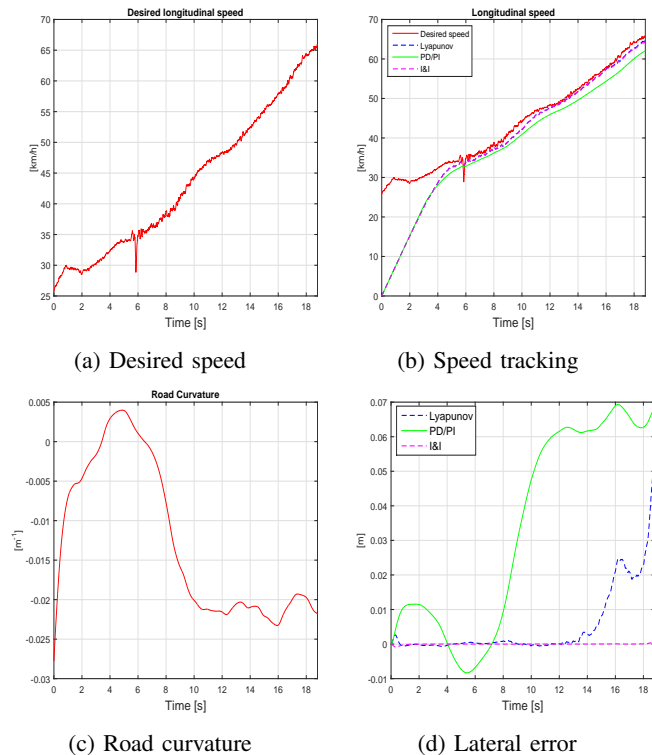 Desired longitudinal speed
70
65
60
55
50
45
40
35
30
25
[km/h]
0 2 4 6 8 10 12 14 16 18
Time [s]
(a) Desired speed
Longitudinal speed
Desired speed
Lyapunov
PD/PI
I&I
70
60
50
40
30
20
10
0
[km/h]
0 2 4 6 8 10 12 14 16 18
Time [s]
(b) Speed tracking
Road Curvature
0.005
0
-0.005
-0.01
-0.015
-0.02
-0.025
-0.03
[m⁻¹]
0 2 4 6 8 10 12 14 16 18
Time [s]
(c) Road curvature
Lyapunov
PD/PI
I&I
0.07
0.06
0.05
0.04
0.03
0.02
0.01
0
-0.01
[m]
0 2 4 6 8 10 12 14 16 18
Time [s]
(d) Lateral error